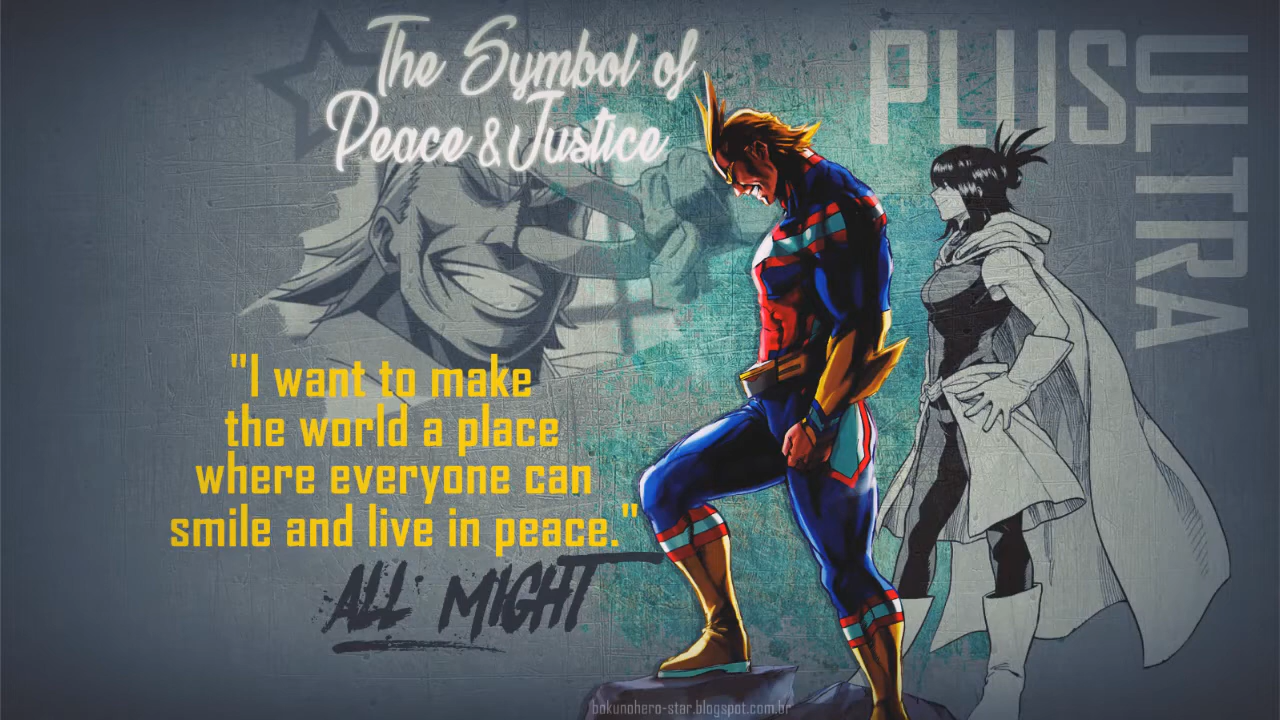 The Symbol of
Peace & Justice
PLUS
ULTRA
"I want to make
the world a place
where everyone can
smile and live in peace."
ALL MIGHT
bokunohero-star.blogspot.com.br